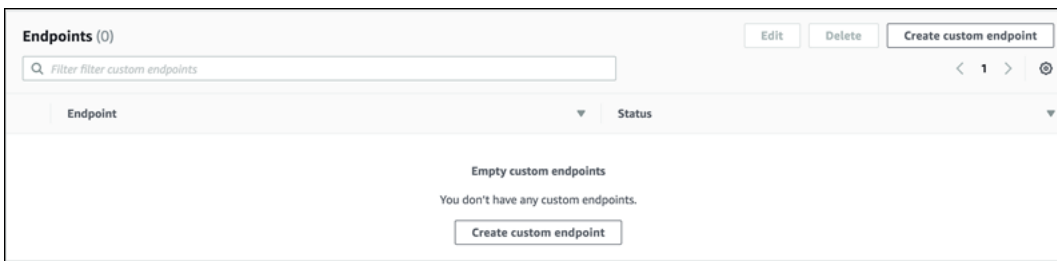 Endpoints (0)
Edit
Delete
Create custom endpoint
Filter filter custom endpoints
1
Endpoint
Status
Empty custom endpoints
You don't have any custom endpoints.
Create custom endpoint